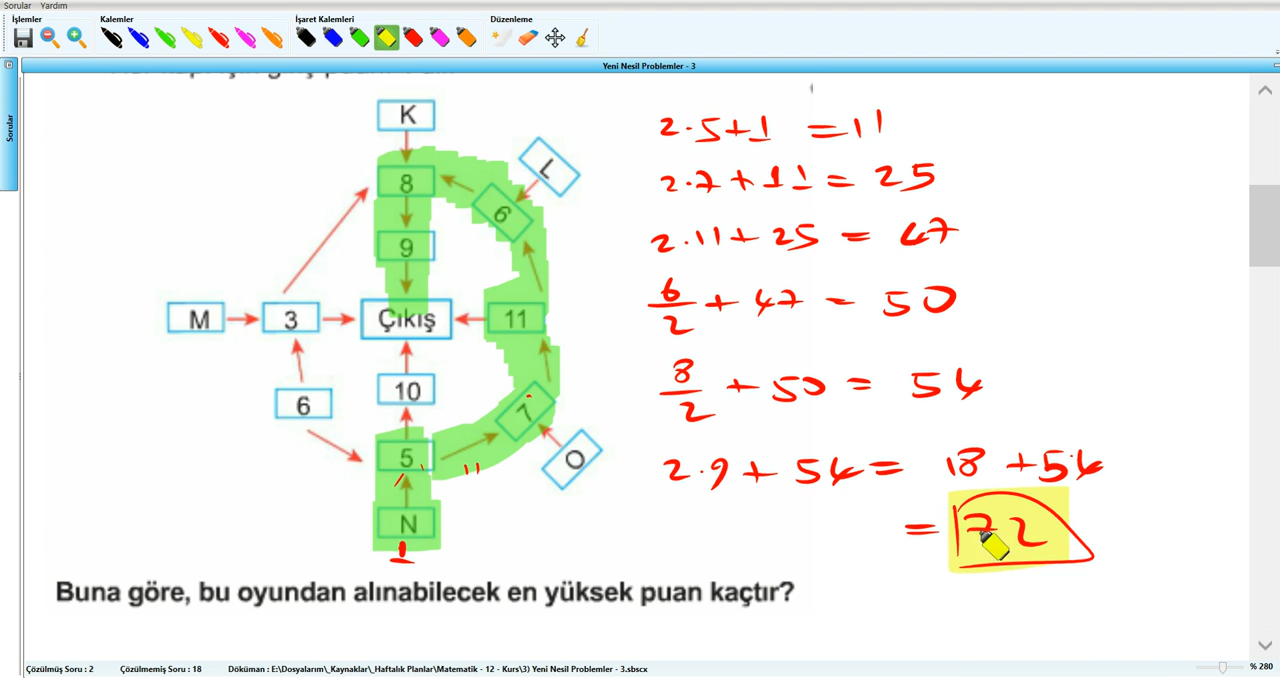 Sorular Yardım
İşlemler Kalemler İşaret Kalemleri Düzenleme
Yeni Nesil Problemler - 3
Sorular
K
L
8
6
9
M 3 Çıkış 11
10
6
7
5 11
O
N
1
2.5+1 = 11
2.7+11 = 25
2.11+25 = 47
6/2 + 47 = 50
8/2 + 50 = 54
2.9 + 54 = 18 + 54
= 72
Buna göre, bu oyundan alınabilecek en yüksek puan kaçtır?
Çözülmüş Soru : 2 Çözülmemiş Soru : 18 Döküman : E:\Dosyalarım\_Kaynaklar\_Haftalık Planlar\Matematik - 12 - Kurs\3) Yeni Nesil Problemler - 3.sbscx % 280